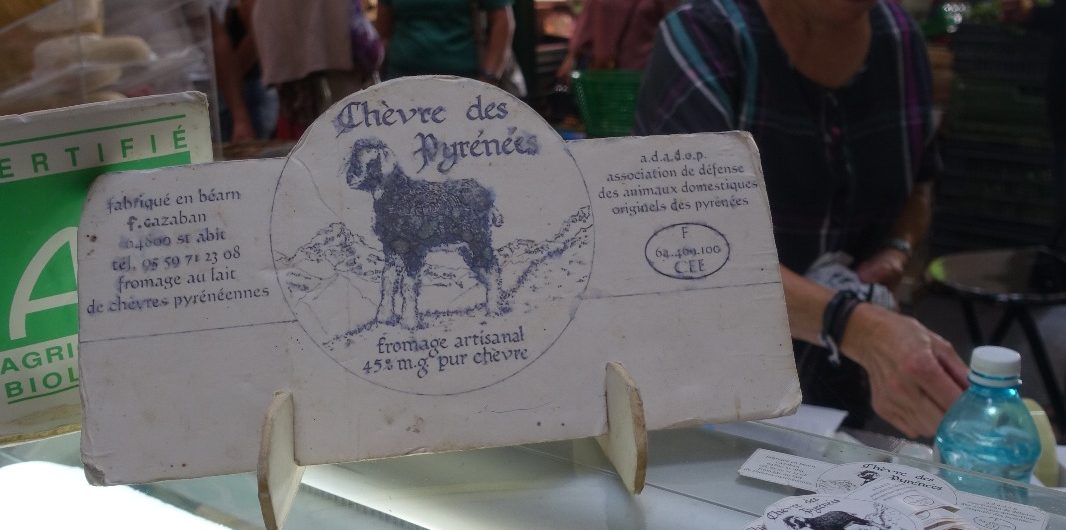 ERTIFIÉ
A
AGRI
BIOL
fabriqué en béarn
f.cazaban
64800 st abit
tél. 05 59 71 23 08
fromage au lait
de chèvres pyrénéennes
Chèvre des
Pyrénées
fromage artisanal
45% m.g pur chèvre
a.d.a.d.o.p.
association de défense
des animaux domestiques
originels des pyrénées
F
64.469.100
CEE
Chèvre des
Pyrénées
Chèvre des